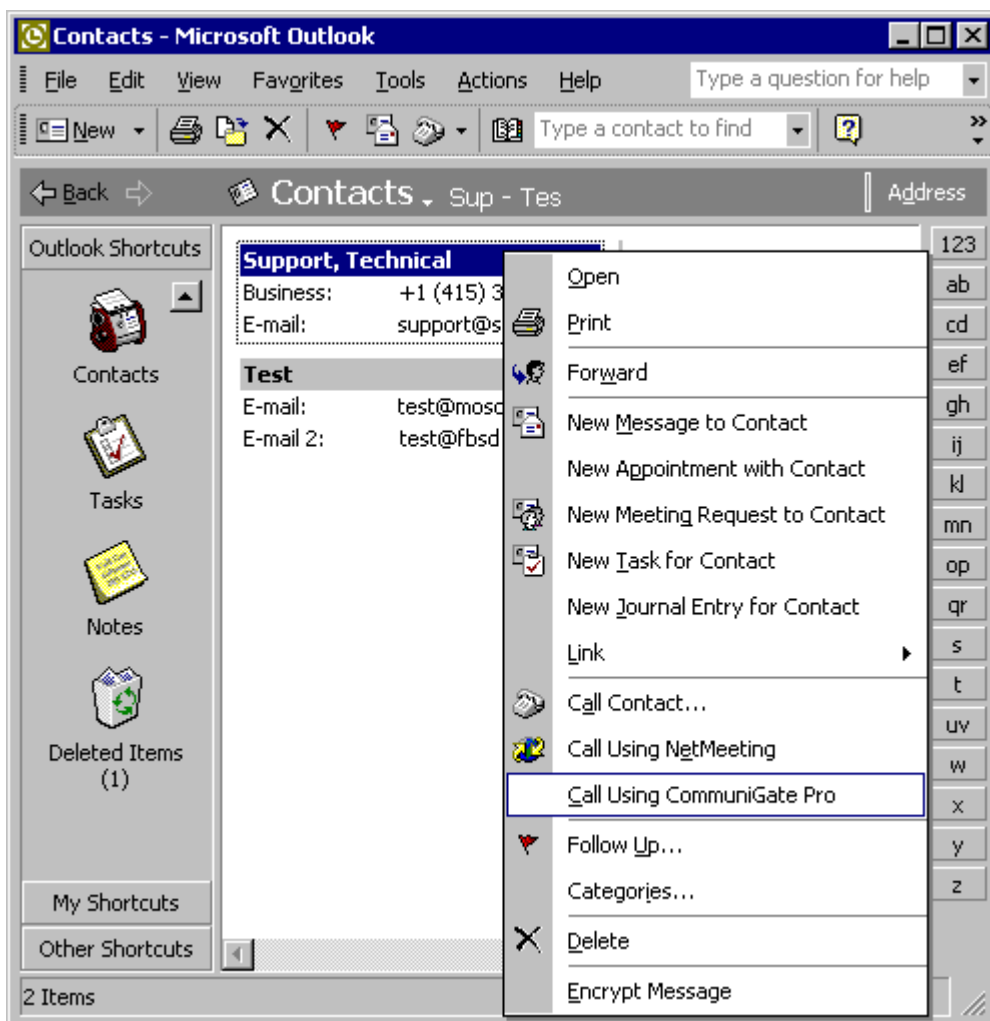 Contacts - Microsoft Outlook
File Edit View Favorites Tools Actions Help Type a question for help
New Type a contact to find
Back Contacts Sup - Tes Address
Outlook Shortcuts
Contacts
Tasks
Notes
Deleted Items
(1)
My Shortcuts
Other Shortcuts
Support, Technical
Business: +1 (415) 3
E-mail: support@s
Test
E-mail: test@mosc
E-mail 2: test@fbsd
Open
Print
Forward
New Message to Contact
New Appointment with Contact
New Meeting Request to Contact
New Task for Contact
New Journal Entry for Contact
Link
Call Contact...
Call Using NetMeeting
Call Using CommuniGate Pro
Follow Up...
Categories...
Delete
Encrypt Message
123
ab
cd
ef
gh
ij
kl
mn
op
qr
s
t
uv
w
x
y
z
2 Items